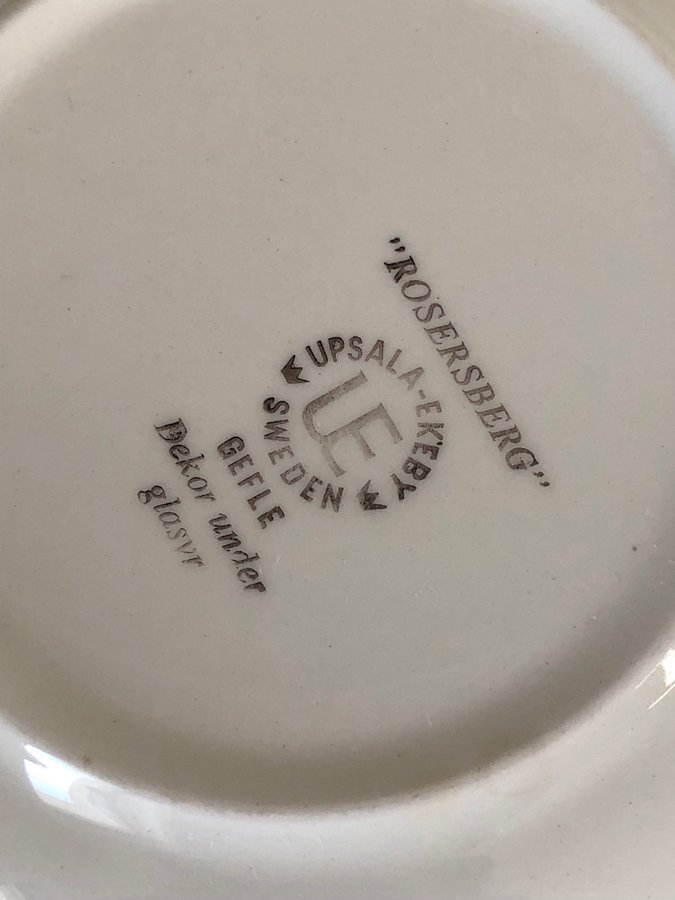 "ROSERSBERG"
UPSALA-EKEBY
UE
SWEDEN
GEFLE
Dekor under
glasyr